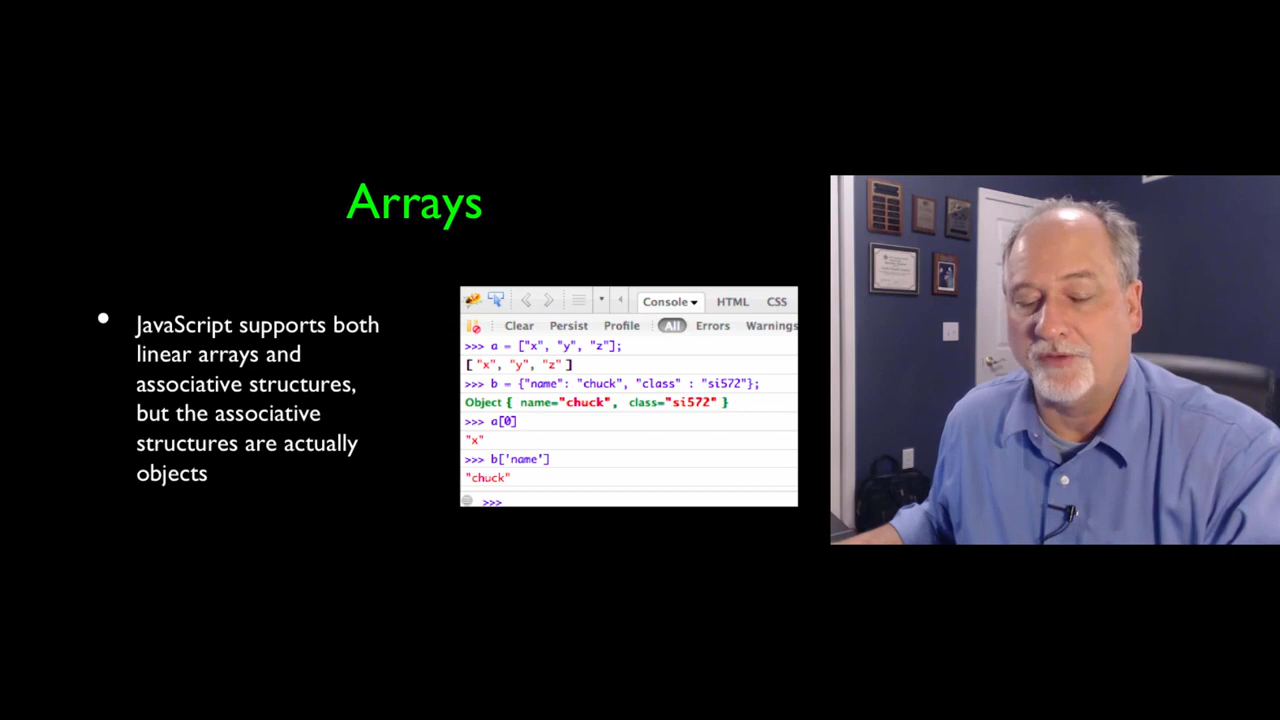 Arrays
• JavaScript supports both
linear arrays and
associative structures,
but the associative
structures are actually
objects
Console HTML CSS
Clear Persist Profile All Errors Warnings
>>> a = ["x", "y", "z"];
["x", "y", "z"]
>>> b = {"name": "chuck", "class" : "si572"};
Object { name="chuck", class="si572" }
>>> a[0]
"x"
>>> b['name']
"chuck"
>>>